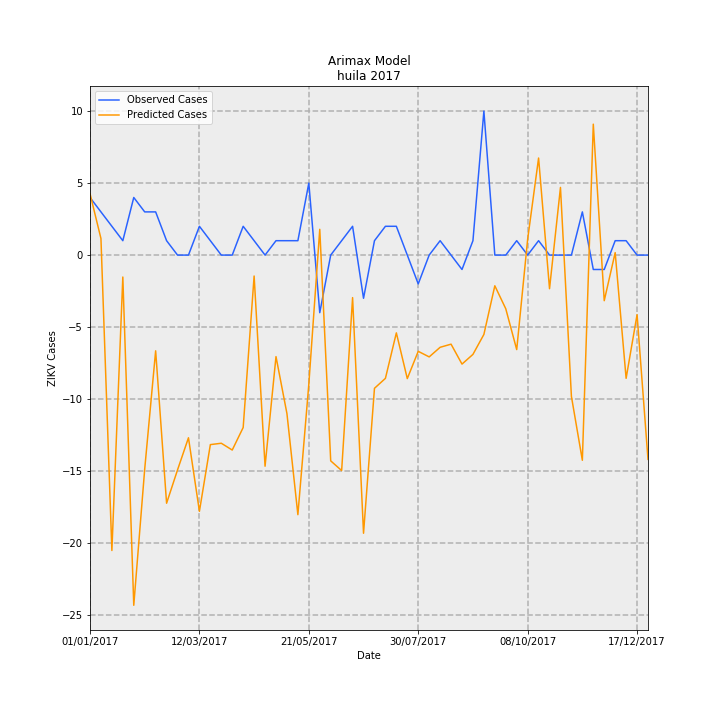 Arimax Model
huila 2017
Observed Cases
Predicted Cases
10
5
0
−5
−10
−15
−20
−25
ZIKV Cases
01/01/2017
12/03/2017
21/05/2017
30/07/2017
08/10/2017
17/12/2017
Date